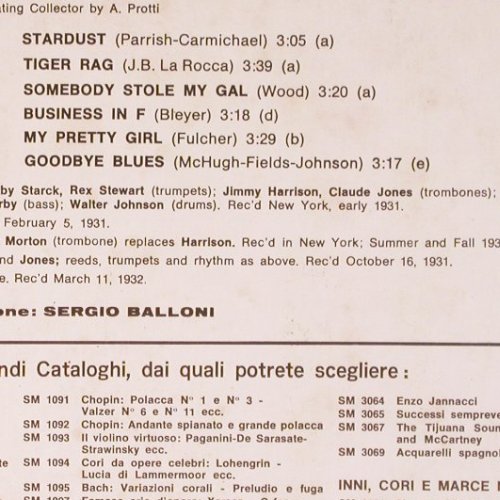 ating Collector by A. Protti
STARDUST (Parrish-Carmichael) 3:05 (a)
TIGER RAG (J.B. La Rocca) 3:39 (a)
SOMEBODY STOLE MY GAL (Wood) 3:20 (a)
BUSINESS IN F (Bleyer) 3:18 (d)
MY PRETTY GIRL (Fulcher) 3:29 (b)
GOODBYE BLUES (McHugh-Fields-Johnson) 3:17 (e)
by Starck, Rex Stewart (trumpets); Jimmy Harrison, Claude Jones (trombones);
rby (bass); Walter Johnson (drums). Rec'd New York, early 1931.
February 5, 1931.
Morton (trombone) replaces Harrison. Rec'd in New York; Summer and Fall 193
nd Jones; reeds, trumpets and rhythm as above. Rec'd October 16, 1931.
e. Rec'd March 11, 1932.
one: SERGIO BALLONI
ndi Cataloghi, dai quali potrete scegliere:
SM 1091 Chopin: Polacca N° 1 e N° 3 -
Valzer N° 6 e N° 11 ecc.
SM 1092 Chopin: Andante spianato e grande polacca
SM 1093 Il violino virtuoso: Paganini-De Sarasate-
Strawinsky ecc.
te SM 1094 Cori da opere celebri: Lohengrin -
Lucia di Lammermoor ecc.
SM 1095 Bach: Variazioni corali - Preludio e fuga
SM 3064 Enzo Jannacci
SM 3065 Successi sempreve
SM 3067 The Tijuana Soun
and McCartney
SM 3069 Acquarelli spagnol
INNI, CORI E MARCE